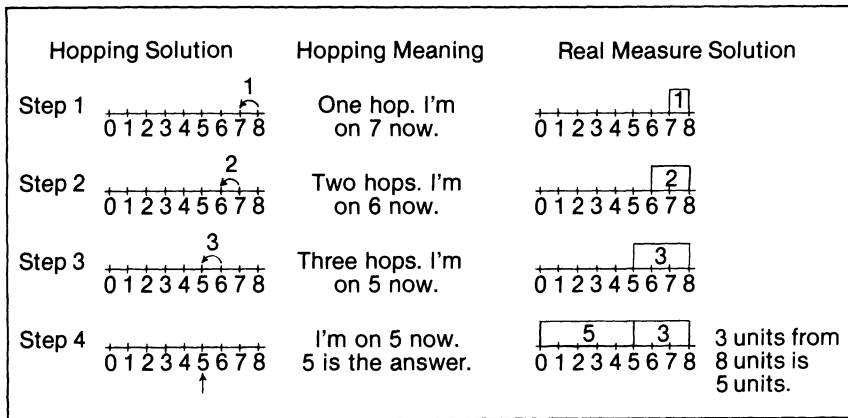 Hopping Solution Hopping Meaning Real Measure Solution
1
Step 1 One hop. I'm 1
0 1 2 3 4 5 6 7 8 on 7 now. 0 1 2 3 4 5 6 7 8
2
Step 2 Two hops. I'm 2
0 1 2 3 4 5 6 7 8 on 6 now. 0 1 2 3 4 5 6 7 8
3
Step 3 Three hops. I'm 3
0 1 2 3 4 5 6 7 8 on 5 now. 0 1 2 3 4 5 6 7 8
Step 4 I'm on 5 now. 5 3 3 units from
0 1 2 3 4 5 6 7 8 5 is the answer. 0 1 2 3 4 5 6 7 8 8 units is
5 units.